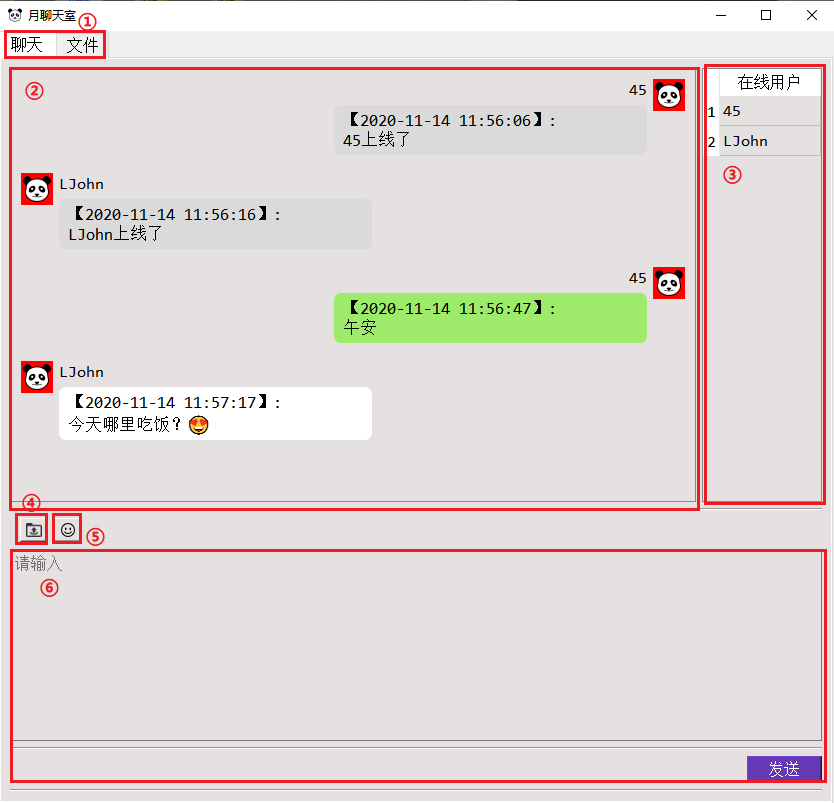 月聊天室
①
聊天 文件
②
45
【2020-11-14 11:56:06】:
45上线了
LJohn
【2020-11-14 11:56:16】:
LJohn上线了
45
【2020-11-14 11:56:47】:
午安
LJohn
【2020-11-14 11:57:17】:
今天哪里吃饭？😍
在线用户
1 45
2 LJohn
③
④
⑤
请输入
⑥
发送